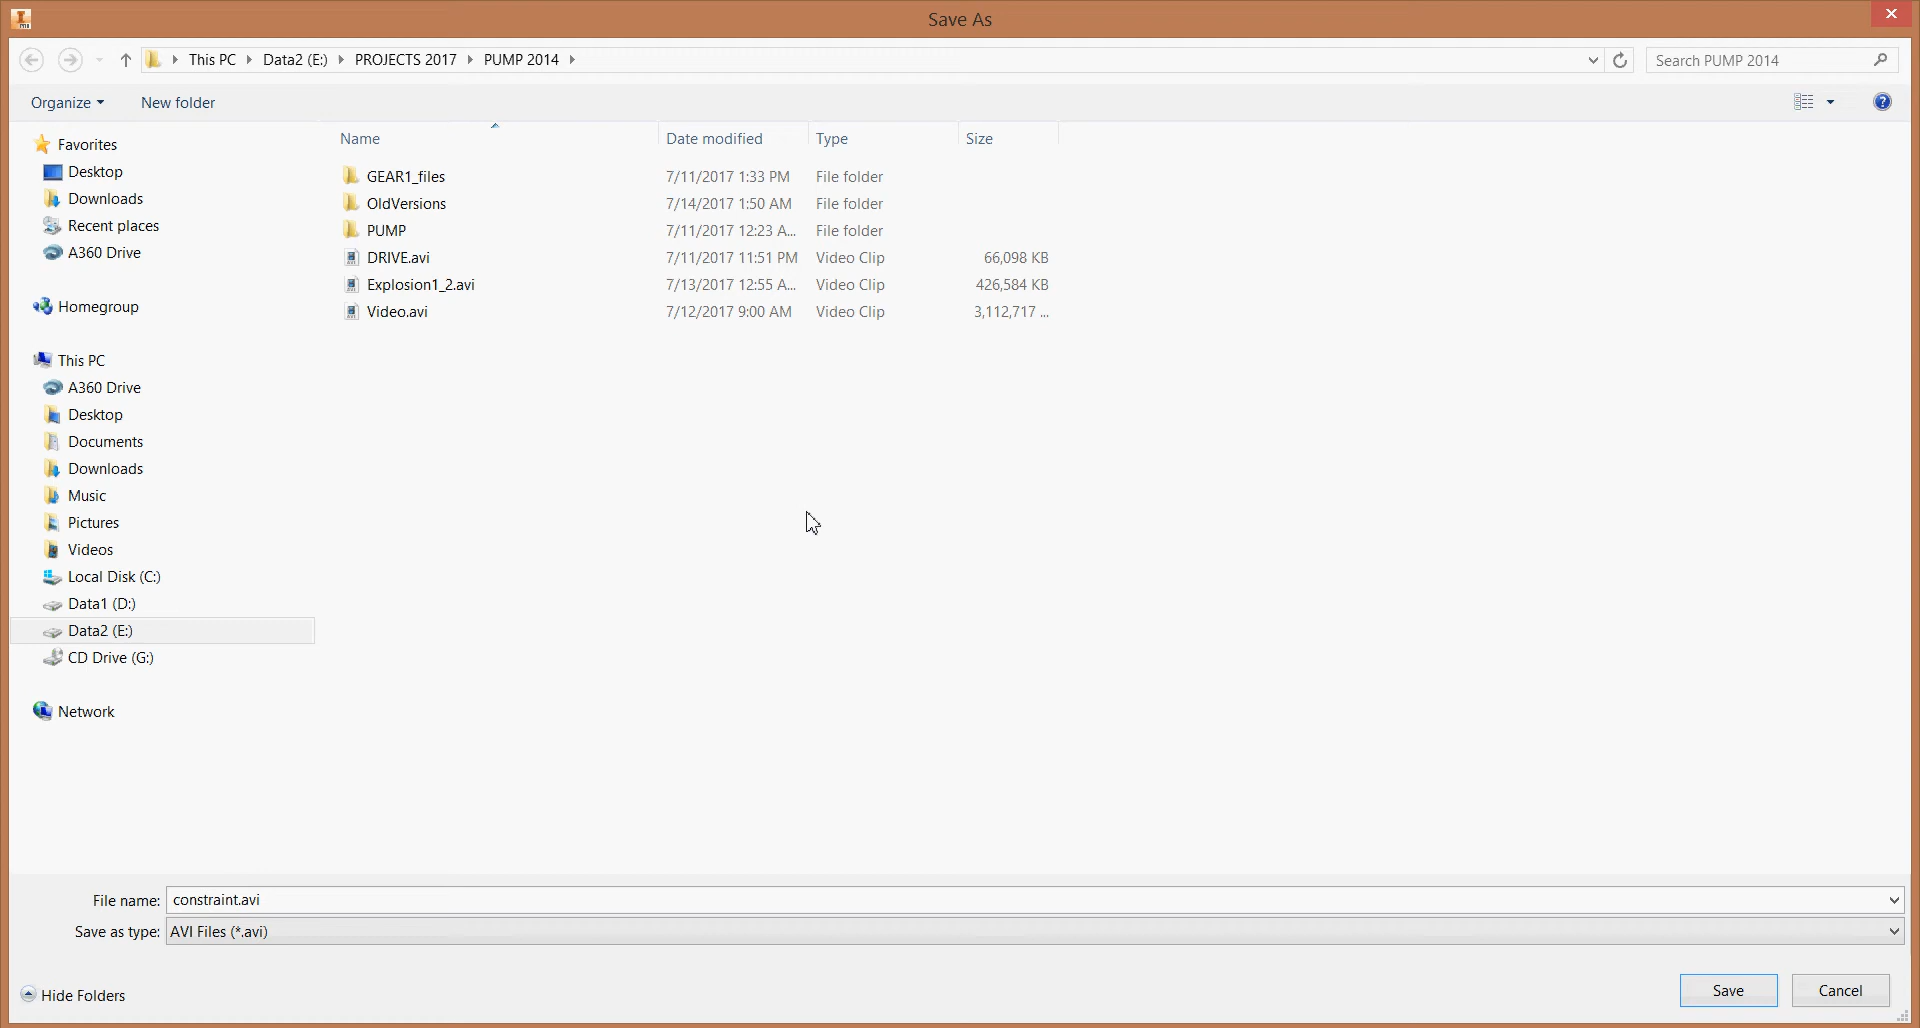 Save As
This PC Data2 (E:) PROJECTS 2017 PUMP 2014
Search PUMP 2014
Organize New folder
Name Date modified Type Size
Favorites
Desktop
Downloads
Recent places
A360 Drive
Homegroup
This PC
A360 Drive
Desktop
Documents
Downloads
Music
Pictures
Videos
Local Disk (C:)
Data1 (D:)
Data2 (E:)
CD Drive (G:)
Network
GEAR1_files 7/11/2017 1:33 PM File folder
OldVersions 7/14/2017 1:50 AM File folder
PUMP 7/11/2017 12:23 A... File folder
DRIVE.avi 7/11/2017 11:51 PM Video Clip 66,098 KB
Explosion1_2.avi 7/13/2017 12:55 A... Video Clip 426,584 KB
Video.avi 7/12/2017 9:00 AM Video Clip 3,112,717 ...
File name: constraint.avi
Save as type: AVI Files (*.avi)
Hide Folders
Save Cancel